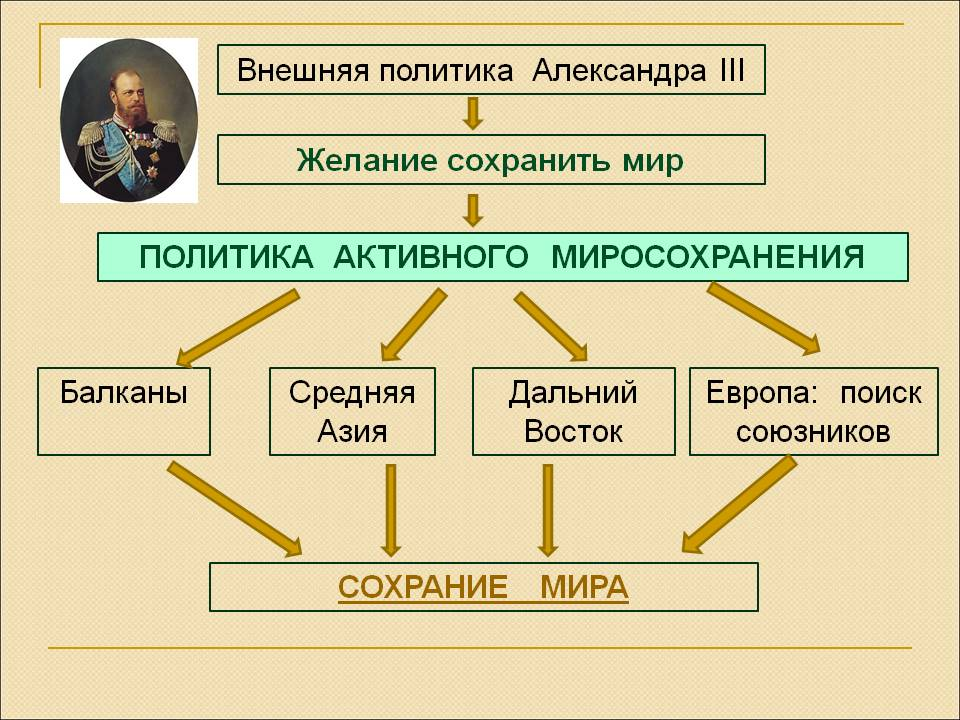 Внешняя политика Александра III
Желание сохранить мир
ПОЛИТИКА АКТИВНОГО МИРОСОХРАНЕНИЯ
Балканы
Средняя
Азия
Дальний
Восток
Европа: поиск
союзников
СОХРАНИЕ МИРА